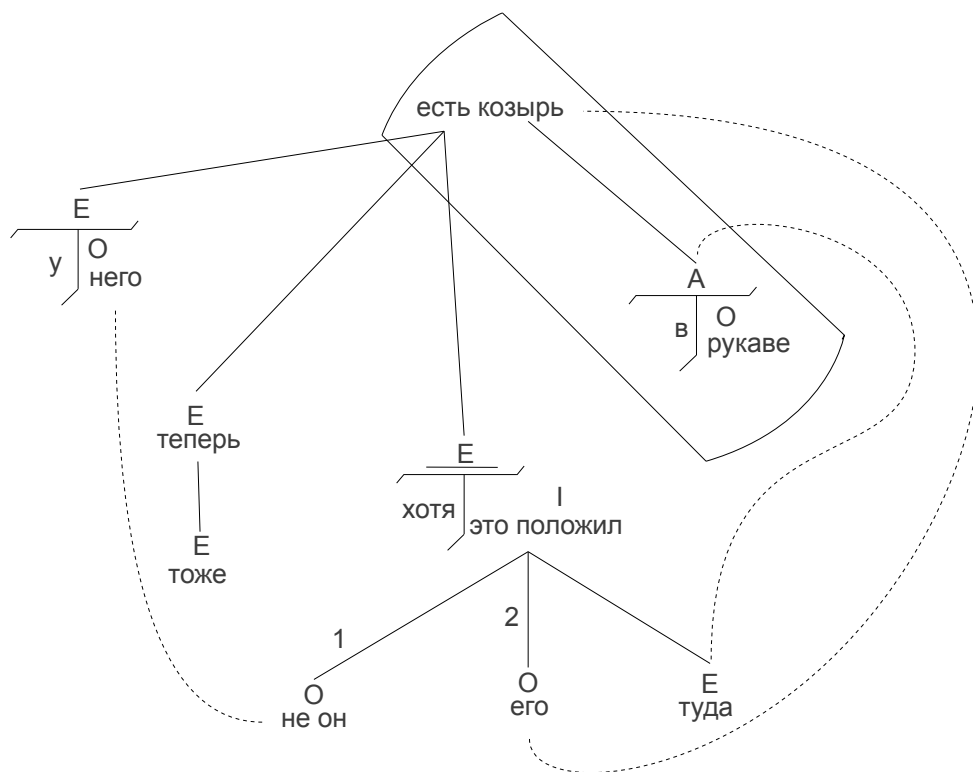 есть козырь
Е
у О
него
А
в О
рукаве
Е
теперь
Е
хотя I
это положил
Е
тоже
1 2
О О Е
не он его туда